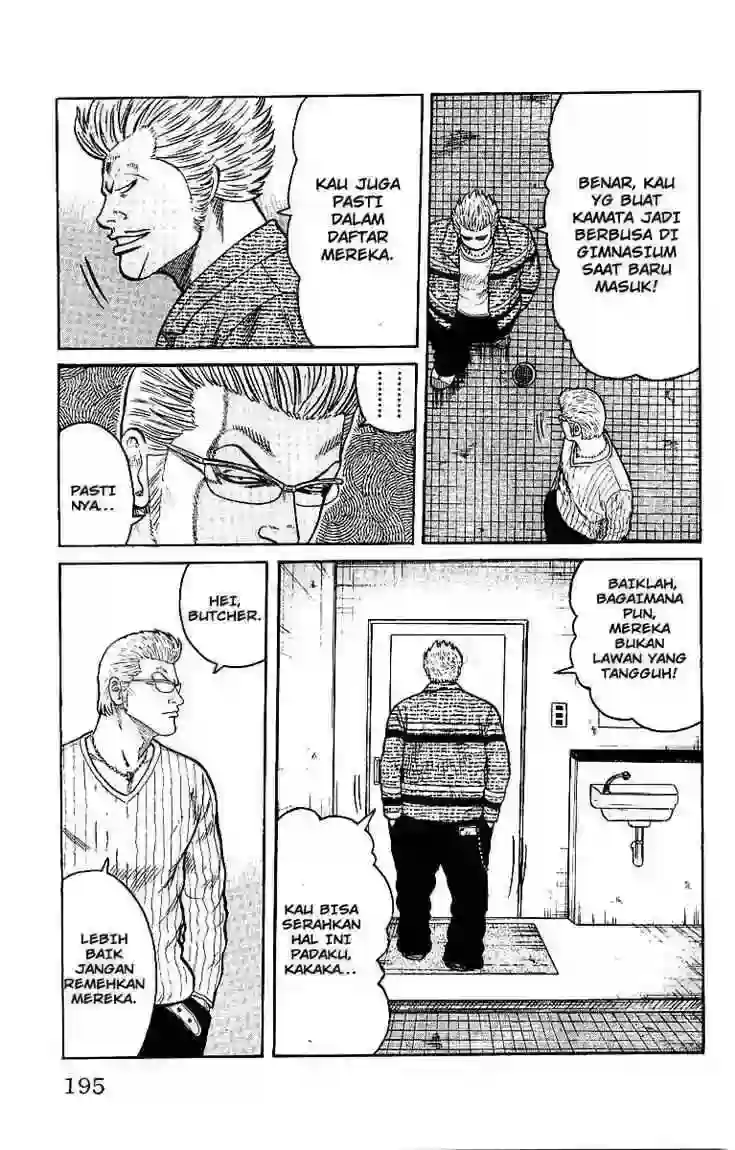 BENAR, KAU
YG BUAT
KAMATA JADI
BERBUSA DI
GIMNASIUM
SAAT BARU
MASUK!
KAU JUGA
PASTI
DALAM
DAFTAR
MEREKA.
PASTI
NYA...
BAIKLAH,
BAGAIMANA
PUN,
MEREKA
BUKAN
LAWAN YANG
TANGGUH!
KAU BISA
SERAHKAN
HAL INI
PADAKU,
KAKAKA...
HEI,
BUTCHER.
LEBIH
BAIK
JANGAN
REMEHKAN
MEREKA.
195